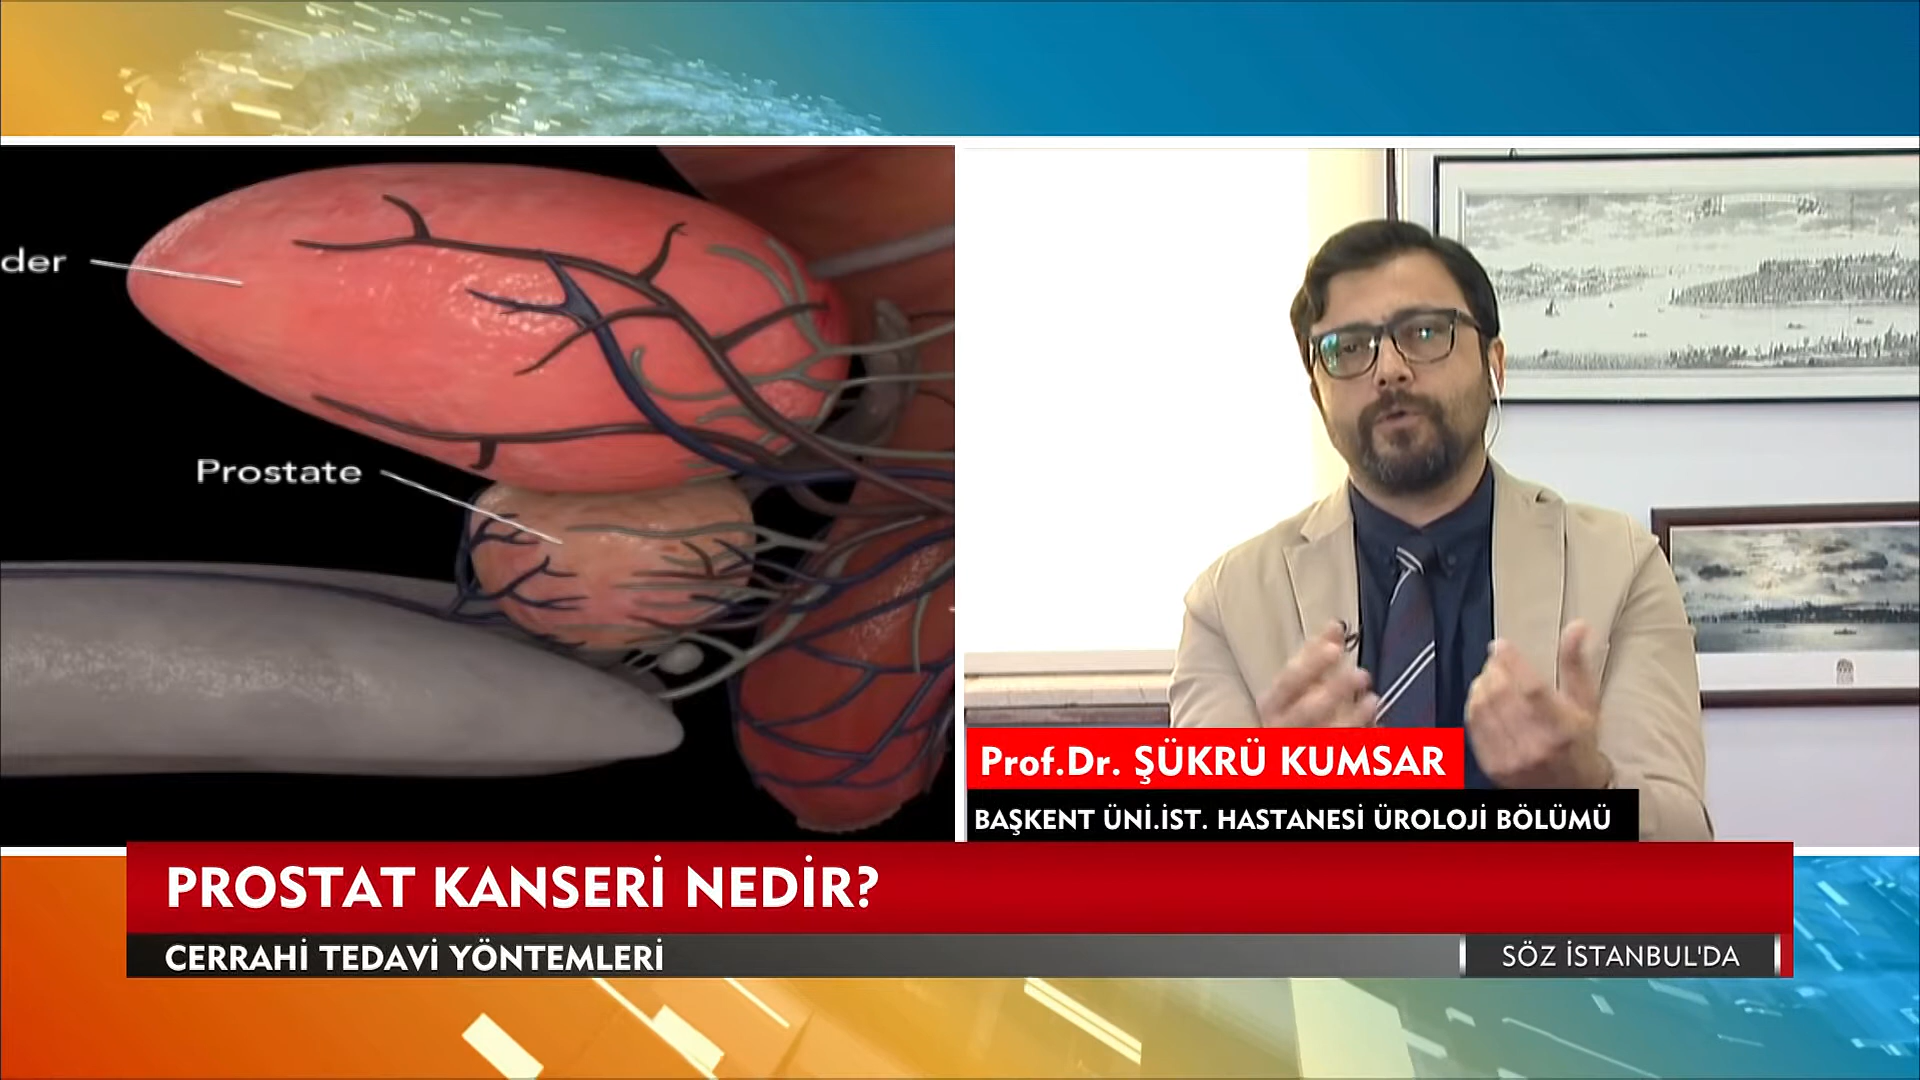 der
Prostate
Prof.Dr. ŞÜKRÜ KUMSAR
BAŞKENT ÜNİ.İST. HASTANESİ ÜROLOJİ BÖLÜMÜ
PROSTAT KANSERİ NEDİR?
CERRAHİ TEDAVİ YÖNTEMLERİ
SÖZ İSTANBUL'DA